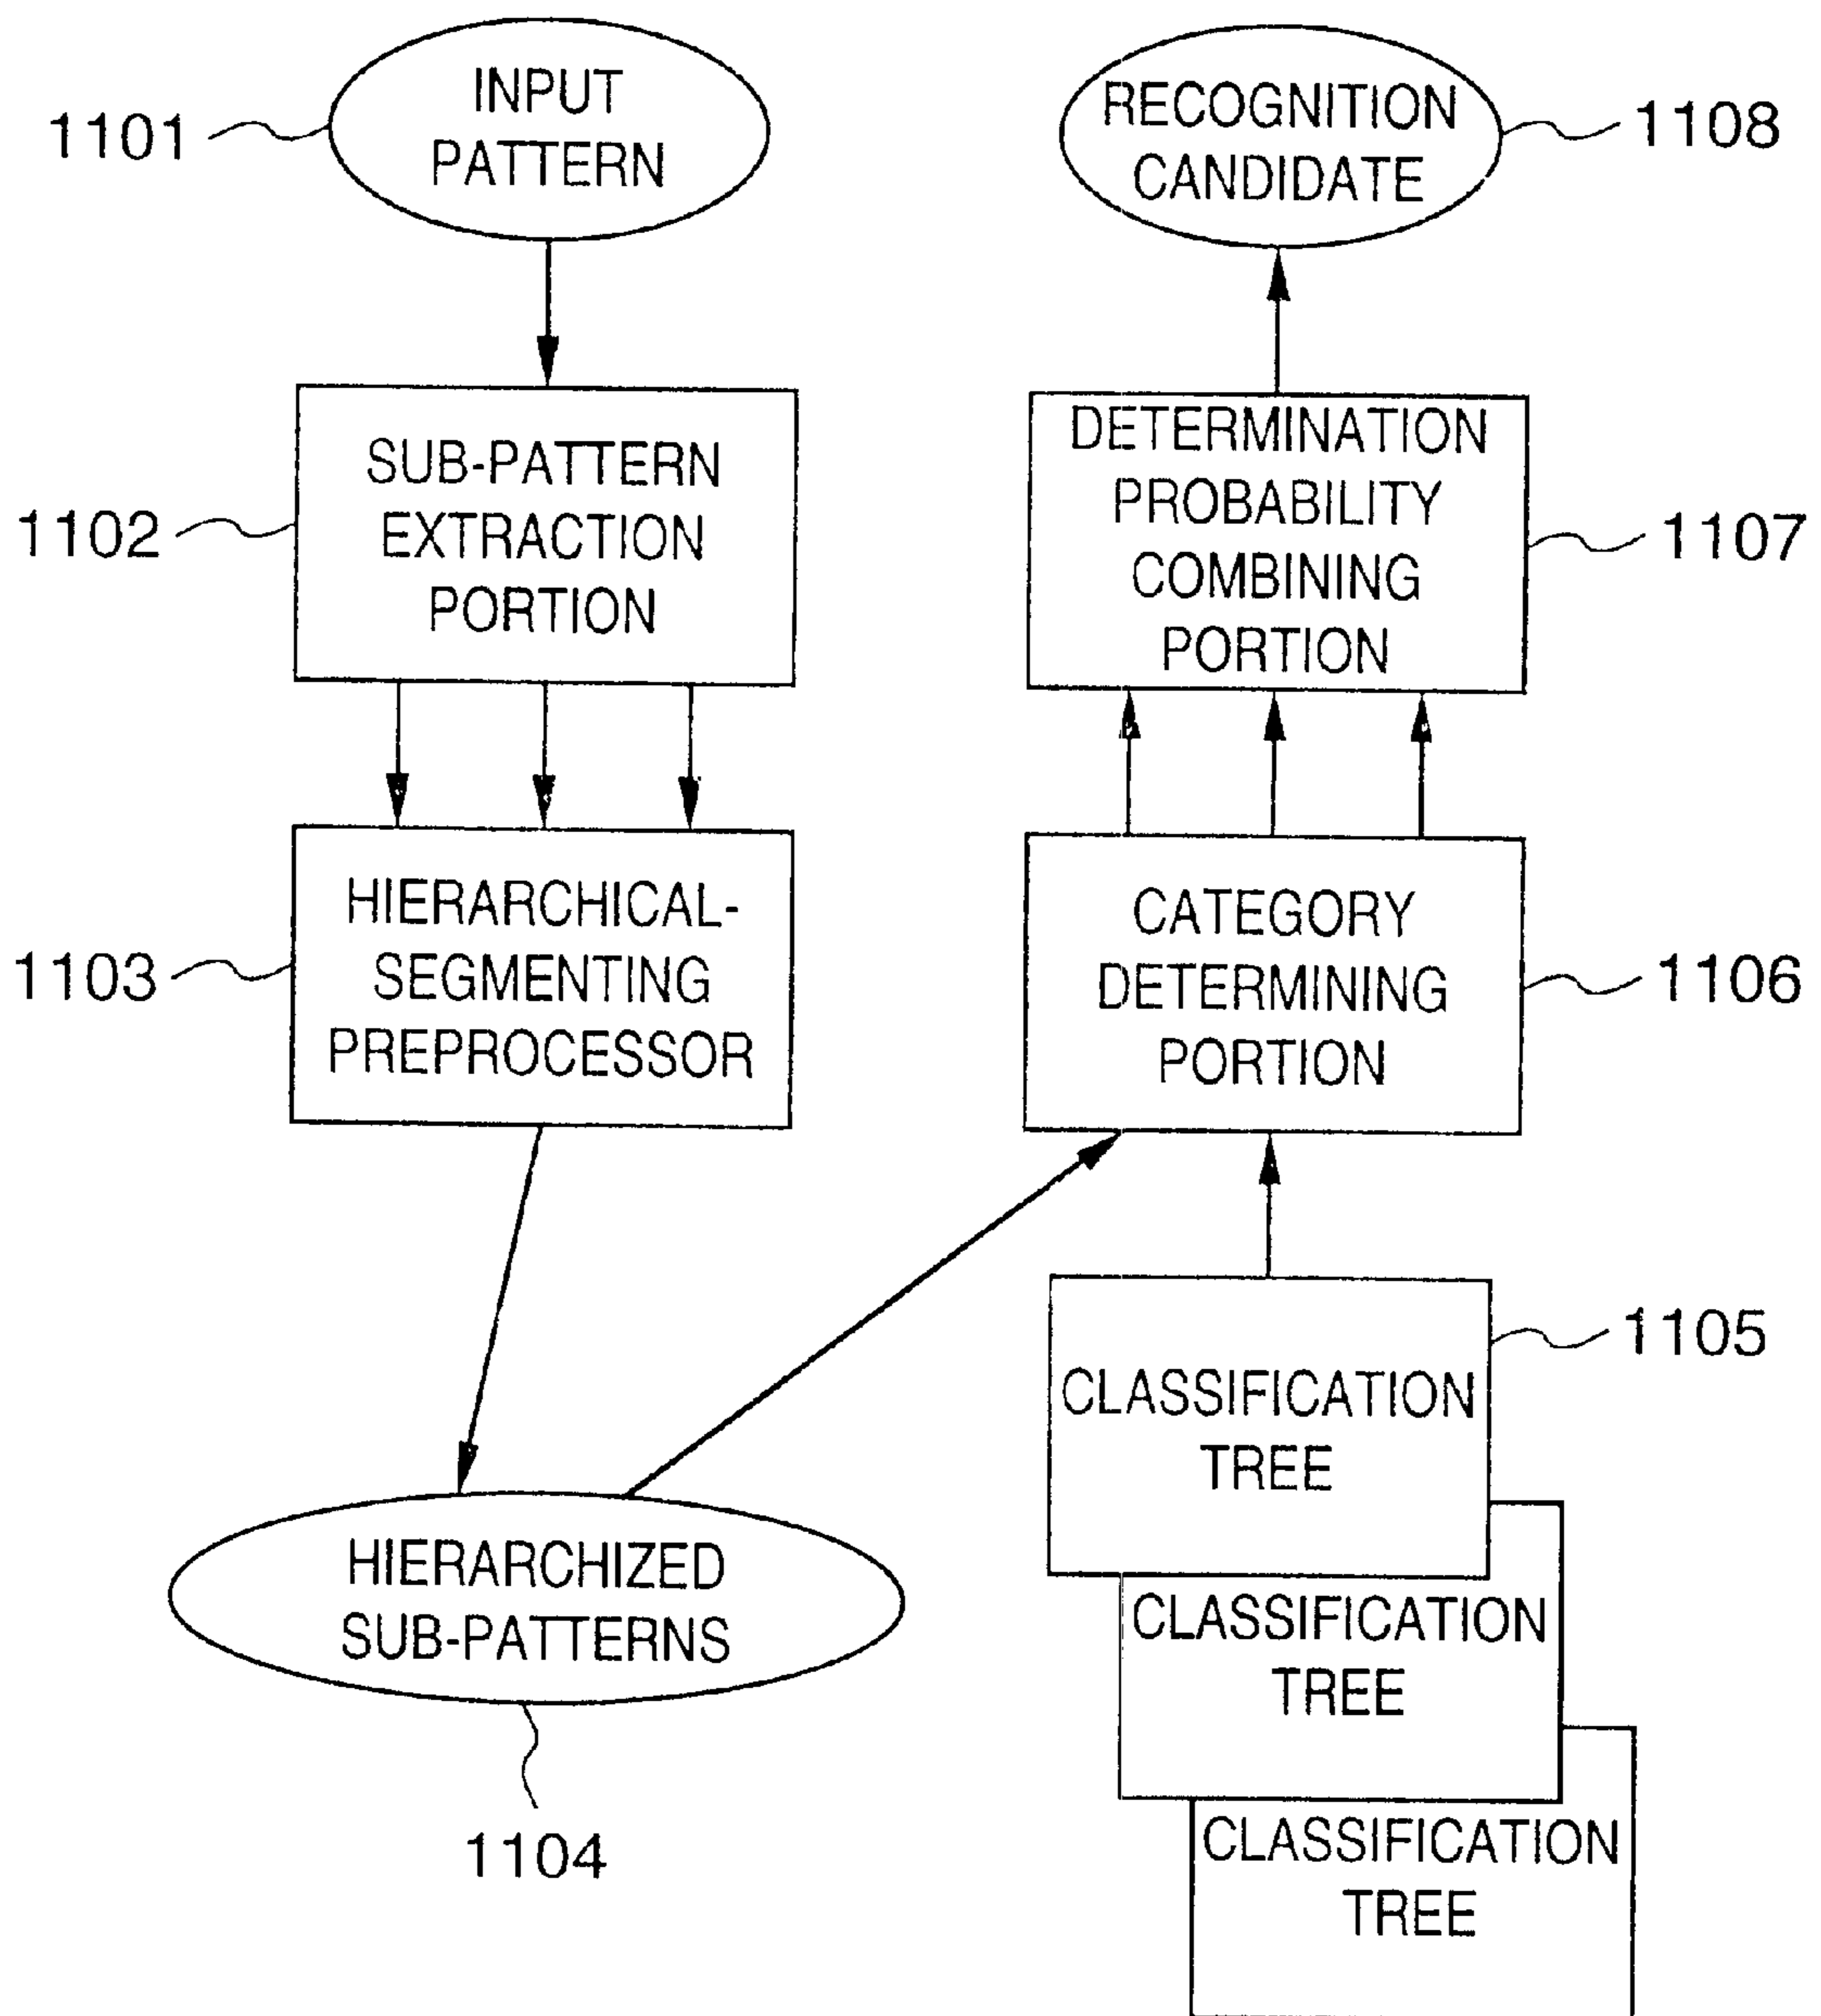 INPUT
PATTERN
1101
SUB-PATTERN
EXTRACTION
PORTION
1102
HIERARCHICAL-
SEGMENTING
PREPROCESSOR
1103
HIERARCHIZED
SUB-PATTERNS
1104
RECOGNITION
CANDIDATE
1108
DETERMINATION
PROBABILITY
COMBINING
PORTION
1107
CATEGORY
DETERMINING
PORTION
1106
CLASSIFICATION
TREE
1105
CLASSIFICATION
TREE
CLASSIFICATION
TREE